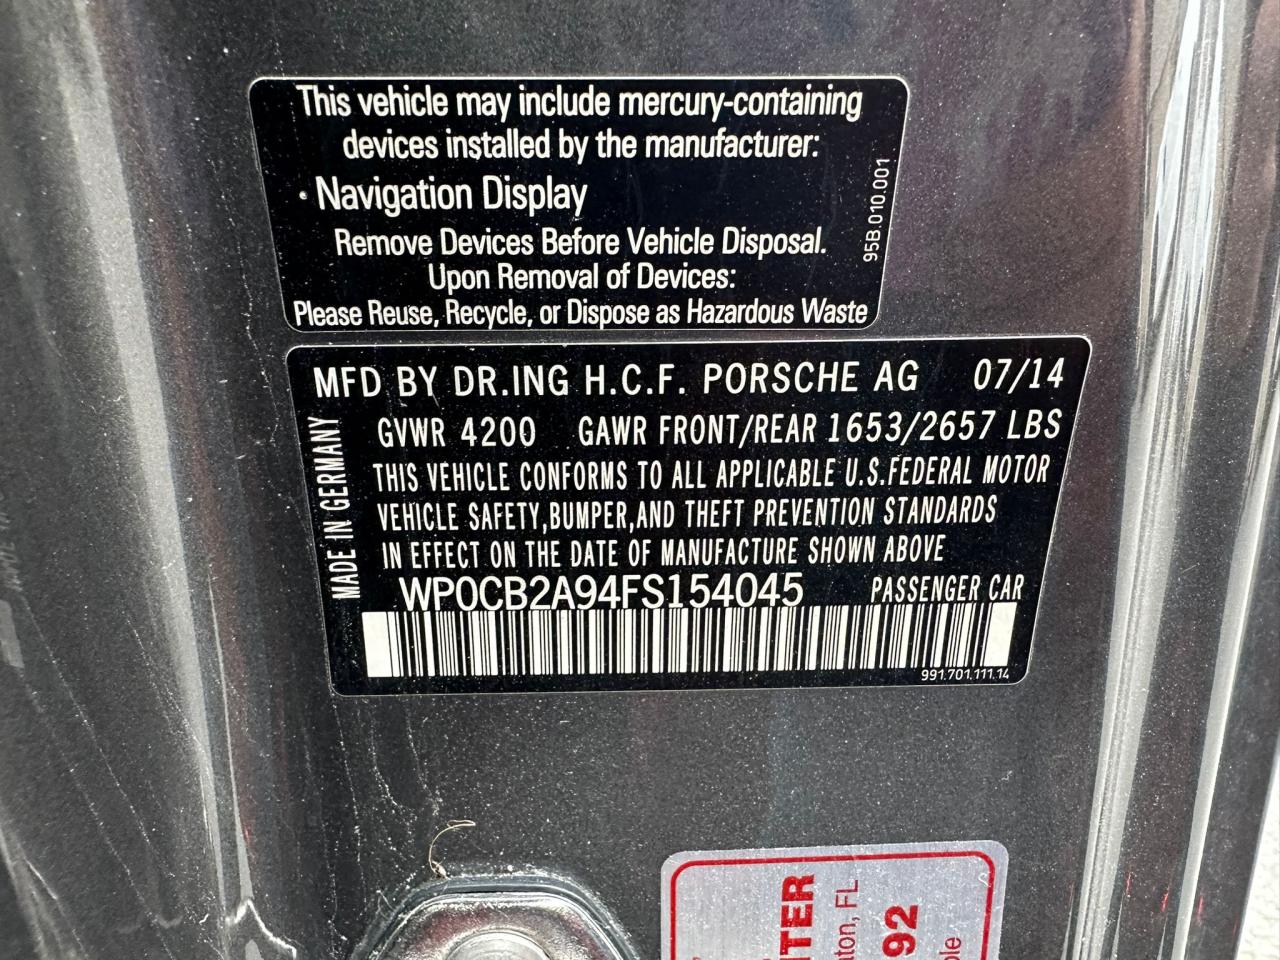 This vehicle may include mercury-containing
devices installed by the manufacturer:
· Navigation Display
Remove Devices Before Vehicle Disposal.
Upon Removal of Devices:
Please Reuse, Recycle, or Dispose as Hazardous Waste
95B.010.001
MFD BY DR.ING H.C.F. PORSCHE AG 07/14
GVWR 4200 GAWR FRONT/REAR 1653/2657 LBS
THIS VEHICLE CONFORMS TO ALL APPLICABLE U.S.FEDERAL MOTOR
VEHICLE SAFETY,BUMPER,AND THEFT PREVENTION STANDARDS
IN EFFECT ON THE DATE OF MANUFACTURE SHOWN ABOVE
MADE IN GERMANY
WP0CB2A94FS154045 PASSENGER CAR
991.701.111.14
FL
92